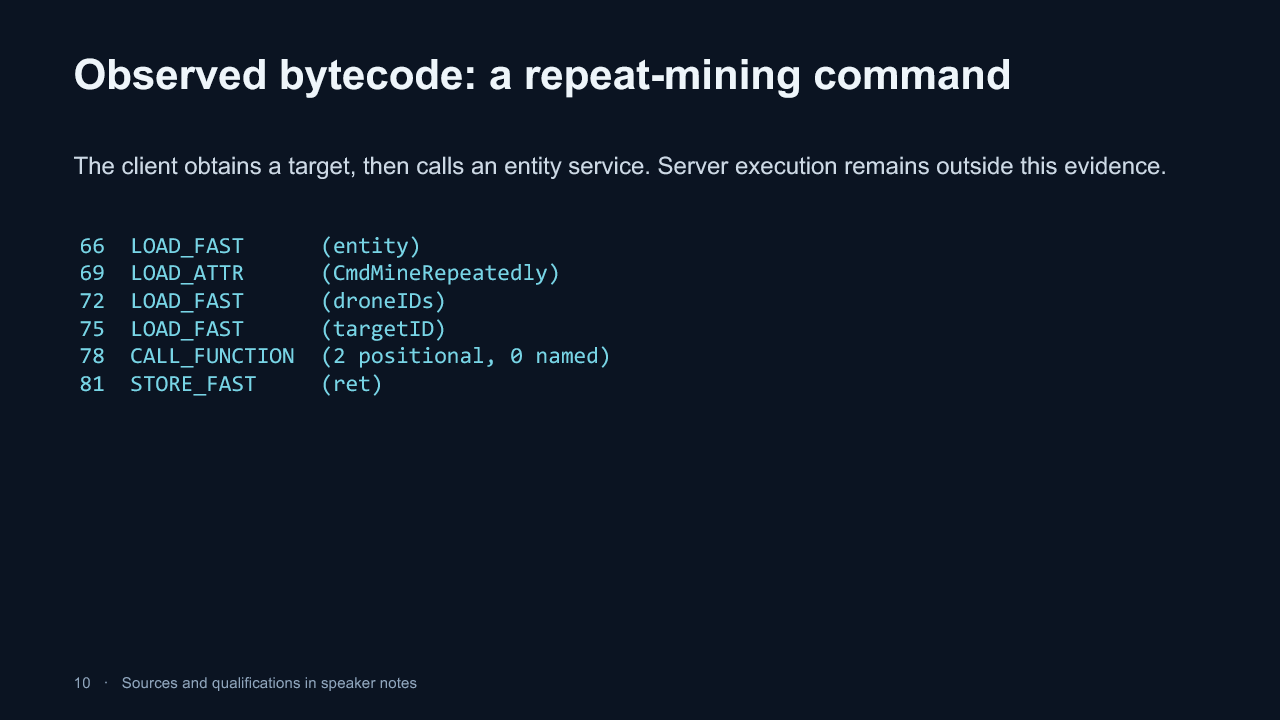 Observed bytecode: a repeat-mining command
The client obtains a target, then calls an entity service. Server execution remains outside this evidence.
66  LOAD_FAST      (entity)
69  LOAD_ATTR      (CmdMineRepeatedly)
72  LOAD_FAST      (droneIDs)
75  LOAD_FAST      (targetID)
78  CALL_FUNCTION  (2 positional, 0 named)
81  STORE_FAST     (ret)
10 · Sources and qualifications in speaker notes